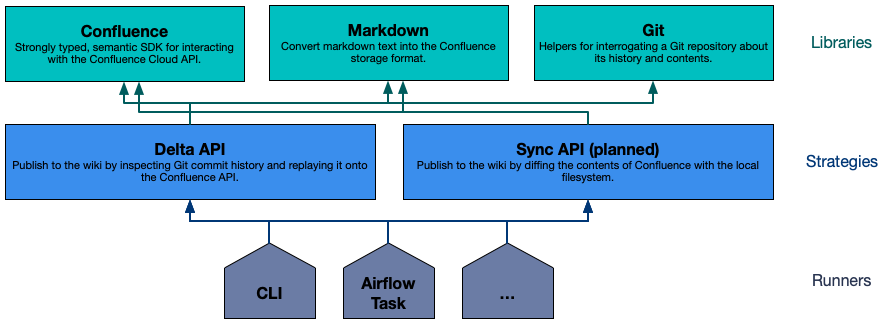 Confluence
Strongly typed, semantic SDK for interacting
with the Confluence Cloud API.
Markdown
Convert markdown text into the Confluence
storage format.
Git
Helpers for interrogating a Git repository about
its history and contents.
Libraries
Delta API
Publish to the wiki by inspecting Git commit history and replaying it onto
the Confluence API.
Sync API (planned)
Publish to the wiki by diffing the contents of Confluence with the local
filesystem.
Strategies
CLI
Airflow
Task
...
Runners